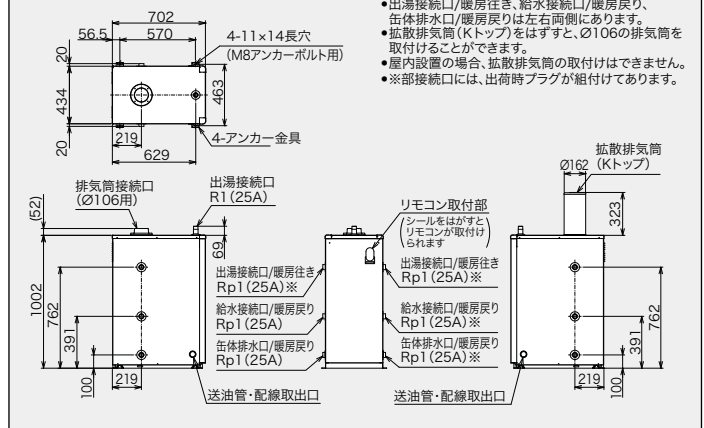 •出湯接続口/暖房往き、給水接続口/暖房戻り、
缶体排水口/暖房戻りは左右両側にあります。
•拡散排気筒(Kトップ)をはずすと、Ø106の排気筒を
取付けることができます。
•屋内設置の場合、拡散排気筒の取付けはできません。
•※部接続口には、出荷時プラグが組付けてあります。
702
56.5
570
4-11×14長穴
(M8アンカーボルト用)
20
434
20
463
219
629
4-アンカー金具
拡散排気筒
(Kトップ)
Ø162
323
排気筒接続口
(Ø106用)
出湯接続口
R1(25A)
(52)
69
リモコン取付部
(シールをはがすと
リモコンが取付け
られます)
出湯接続口/暖房往き
Rp1(25A)※
給水接続口/暖房戻り
Rp1(25A)
缶体排水口/暖房戻り
Rp1(25A)
出湯接続口/暖房往き
Rp1(25A)※
給水接続口/暖房戻り
Rp1(25A)※
缶体排水口/暖房戻り
Rp1(25A)※
1002
762
391
100
219
送油管・配線取出口
送油管・配線取出口
762
391
100
219